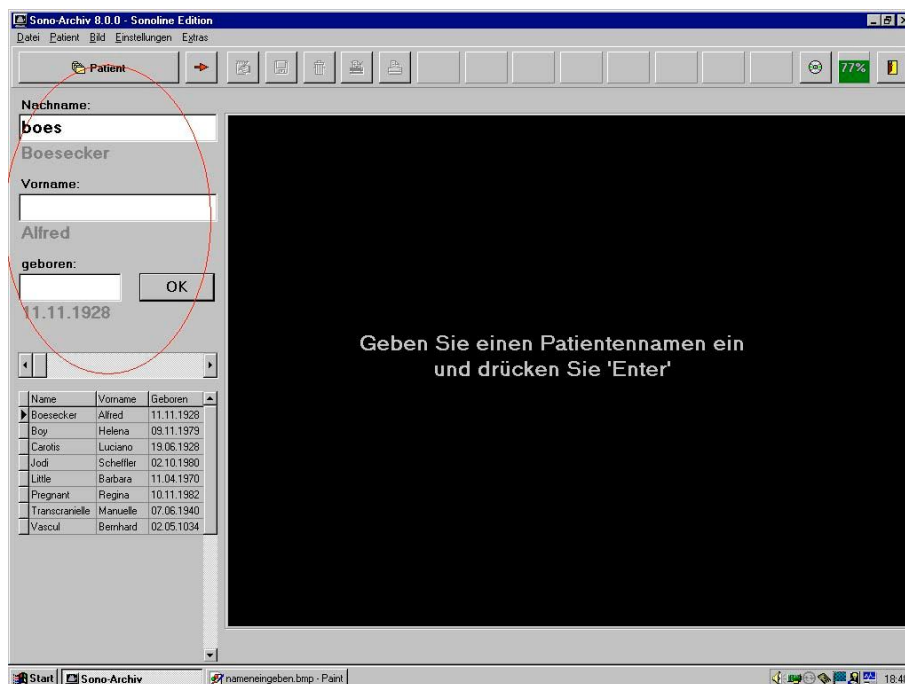 Sono-Archiv 8.0.0 - Sonoline Edition
Datei Patient Bild Einstellungen Extras
Patient 77%
Nachname:
boes
Boesecker
Vorname:
Alfred
geboren:
OK
11.11.1928
Geben Sie einen Patientennamen ein
und drücken Sie 'Enter'
Name Vorname Geboren
Boesecker Alfred 11.11.1928
Boy Helena 09.11.1979
Carotis Luciano 19.06.1928
Jodi Scheffler 02.10.1980
Little Barbara 11.04.1970
Pregnant Regina 10.11.1982
Transcranielle Manuelle 07.06.1940
Vascul Bernhard 02.05.1034
Start Sono-Archiv nameneingeben.bmp - Paint